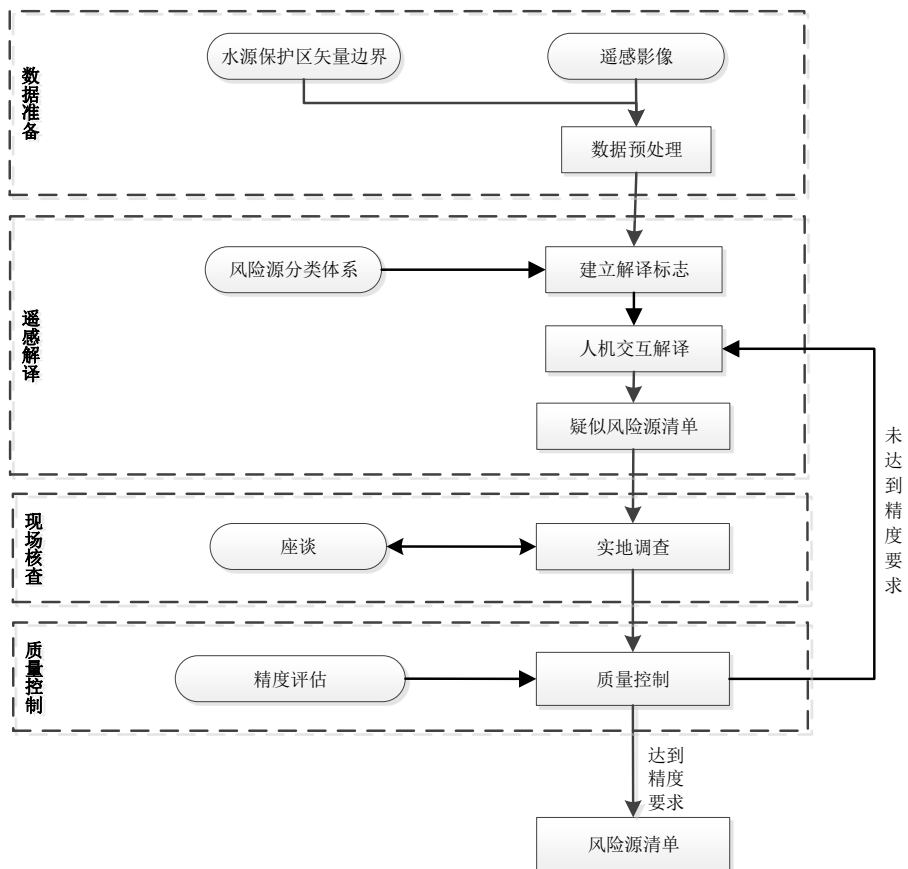 数据准备
水源保护区矢量边界
遥感影像
数据预处理
遥感解译
风险源分类体系
建立解译标志
人机交互解译
疑似风险源清单
未达到精度要求
现场核查
座谈
实地调查
质量控制
精度评估
质量控制
达到
精度
要求
风险源清单